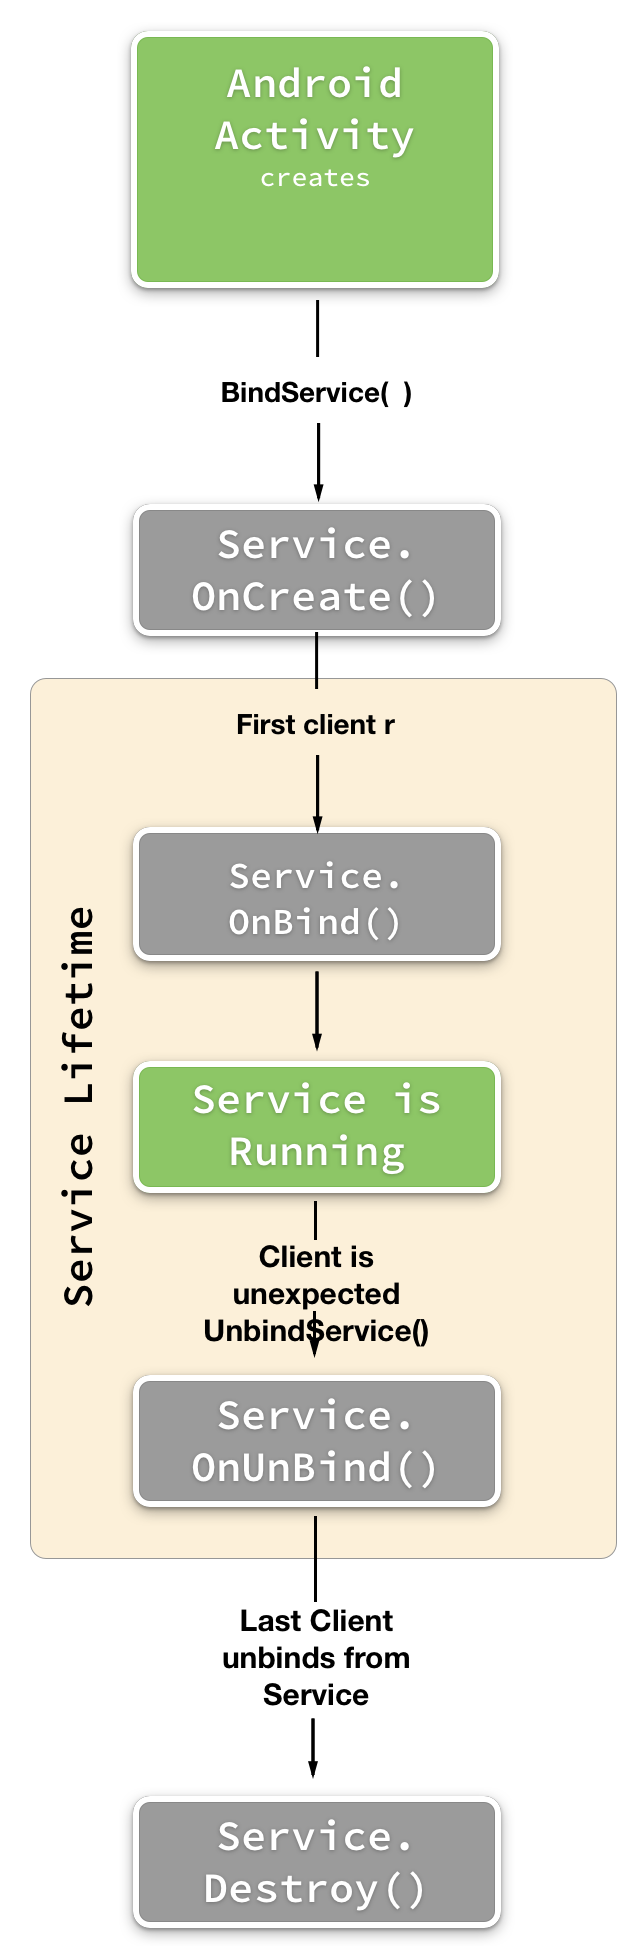 Android
Activity
creates
BindService( )
Service.
OnCreate()
First client r
Service.
OnBind()
Service Lifetime
Service is
Running
Client is
unexpected
UnbindService()
Service.
OnUnBind()
Last Client
unbinds from
Service
Service.
Destroy()